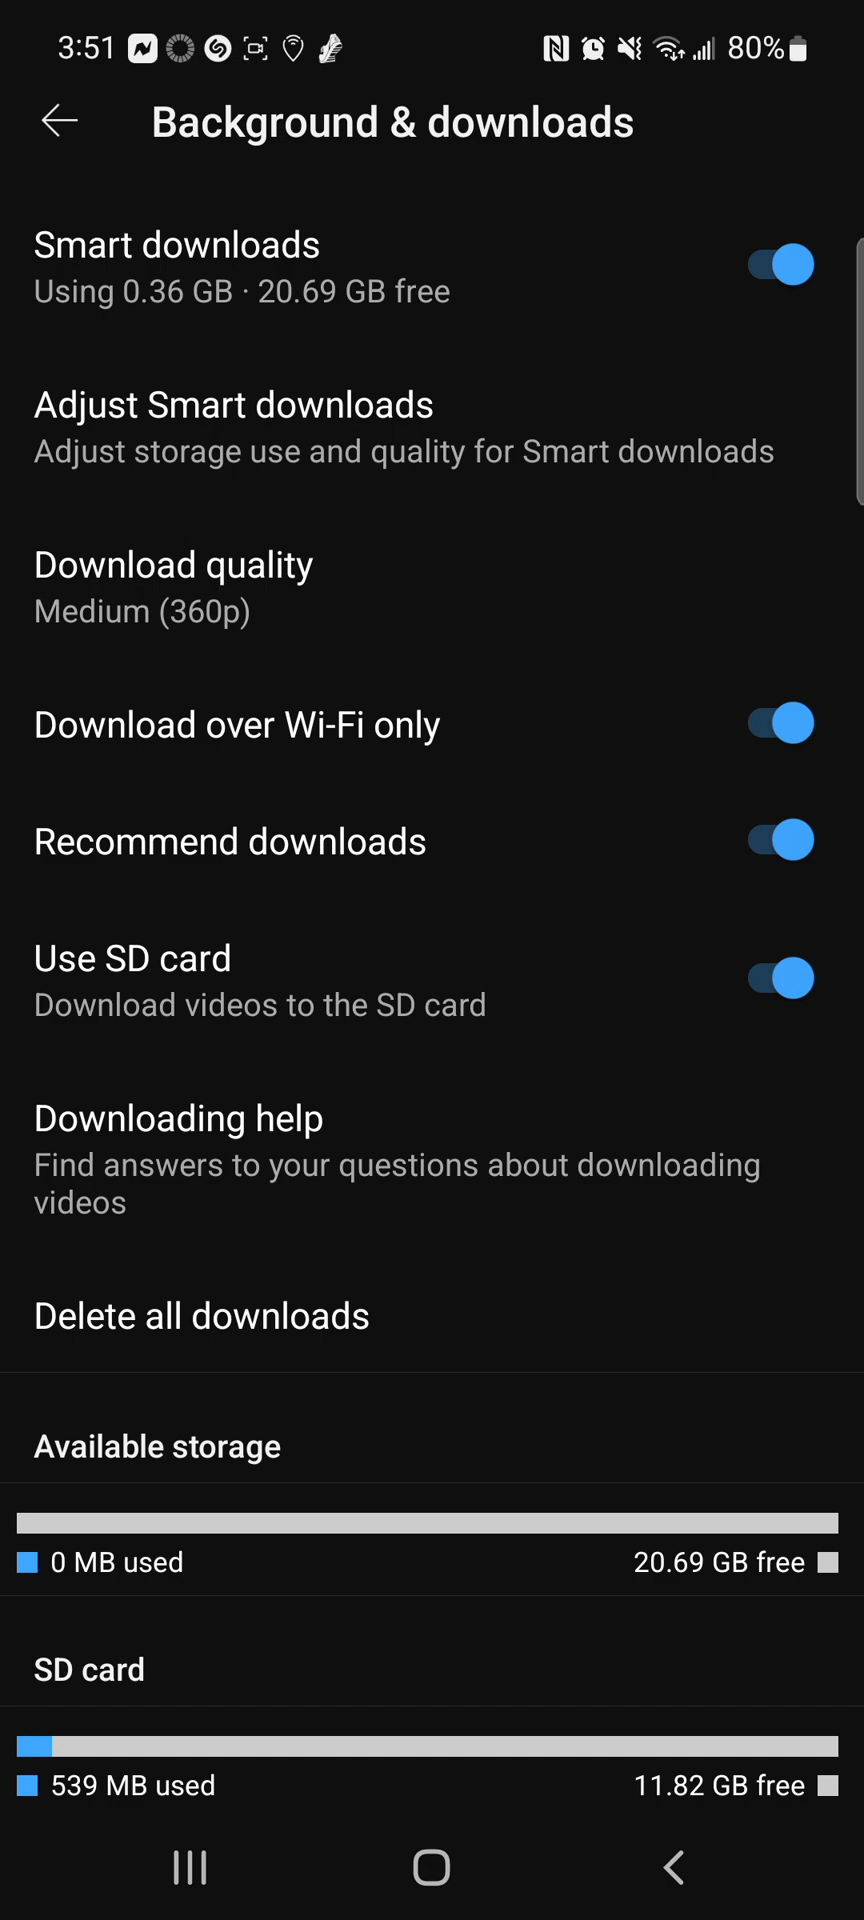 3:51 80%
Background & downloads
Smart downloads
Using 0.36 GB · 20.69 GB free
Adjust Smart downloads
Adjust storage use and quality for Smart downloads
Download quality
Medium (360p)
Download over Wi-Fi only
Recommend downloads
Use SD card
Download videos to the SD card
Downloading help
Find answers to your questions about downloading
videos
Delete all downloads
Available storage
0 MB used 20.69 GB free
SD card
539 MB used 11.82 GB free